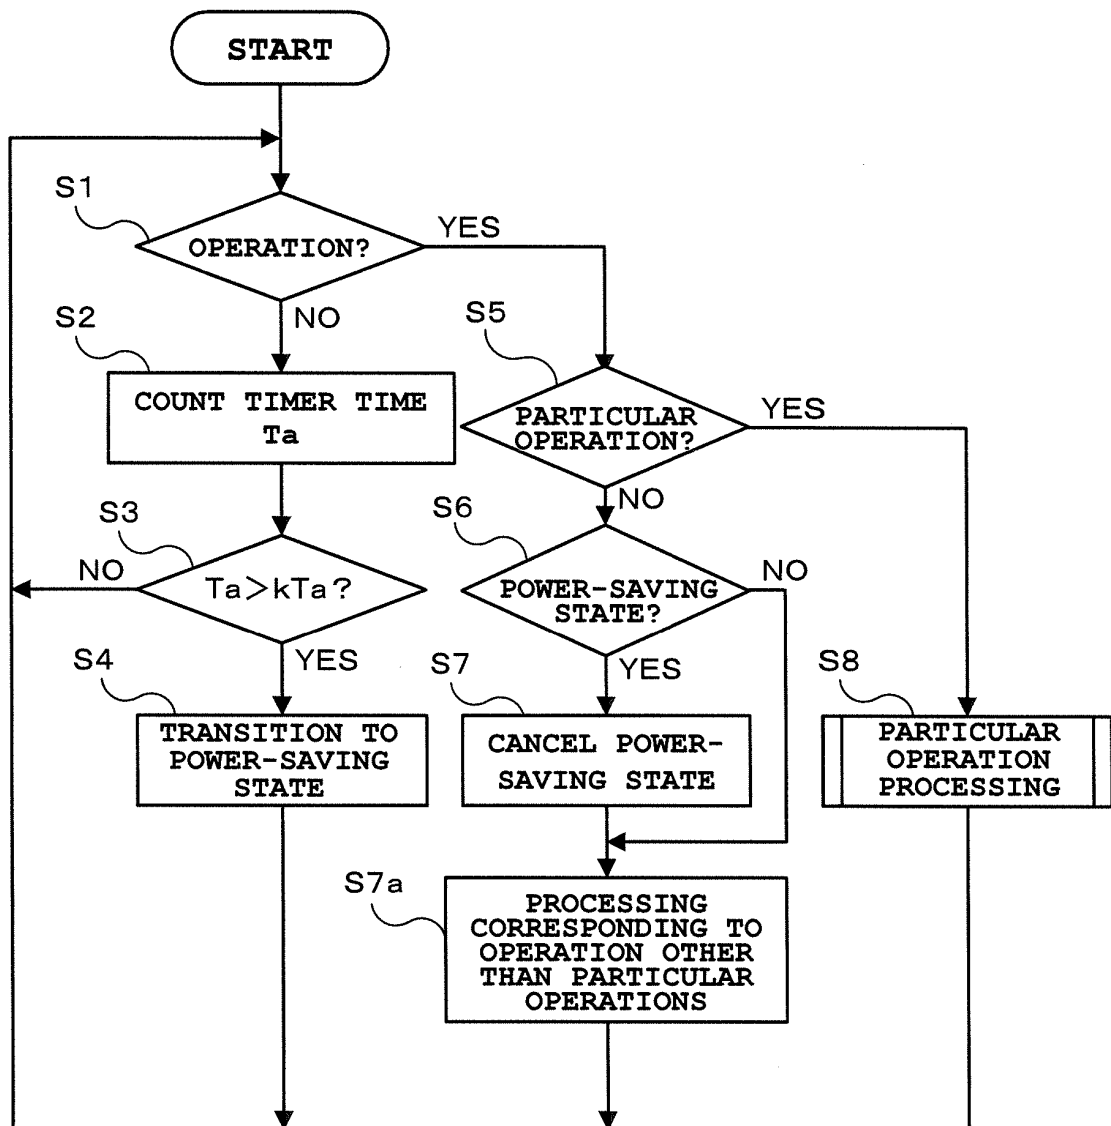 START
S1
OPERATION?
YES
NO
S2
COUNT TIMER TIME
Ta
S5
PARTICULAR
OPERATION?
YES
NO
S3
Ta>kTa?
NO
YES
S6
POWER-SAVING
STATE?
NO
YES
S4
TRANSITION TO
POWER-SAVING
STATE
S7
CANCEL POWER-
SAVING STATE
S8
PARTICULAR
OPERATION
PROCESSING
S7a
PROCESSING
CORRESPONDING TO
OPERATION OTHER
THAN PARTICULAR
OPERATIONS